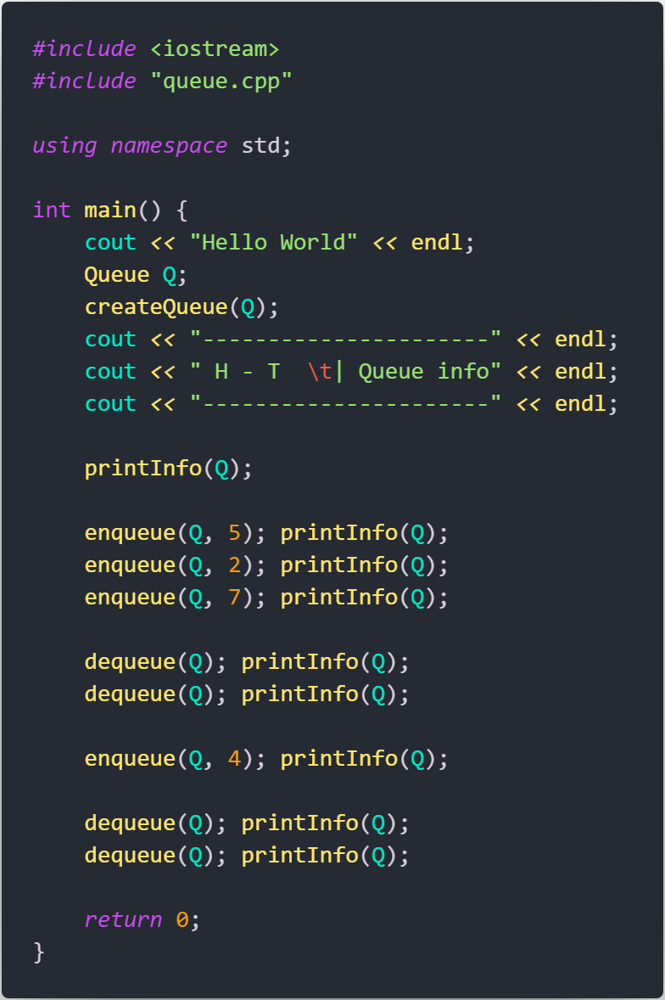 #include <iostream>
#include "queue.cpp"

using namespace std;

int main() {
    cout << "Hello World" << endl;
    Queue Q;
    createQueue(Q);
    cout << "----------------------" << endl;
    cout << " H - T  \t| Queue info" << endl;
    cout << "----------------------" << endl;

    printInfo(Q);

    enqueue(Q, 5); printInfo(Q);
    enqueue(Q, 2); printInfo(Q);
    enqueue(Q, 7); printInfo(Q);

    dequeue(Q); printInfo(Q);
    dequeue(Q); printInfo(Q);

    enqueue(Q, 4); printInfo(Q);

    dequeue(Q); printInfo(Q);
    dequeue(Q); printInfo(Q);

    return 0;
}